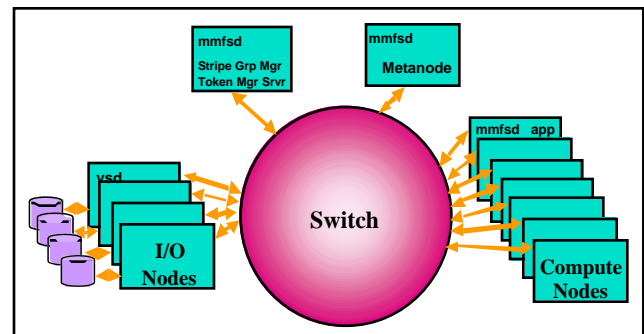 mmfsd
Stripe Grp Mgr
Token Mgr Srvr
mmfsd
Metanode
mmfsd app
vsd
Switch
I/O
Nodes
Compute
Nodes